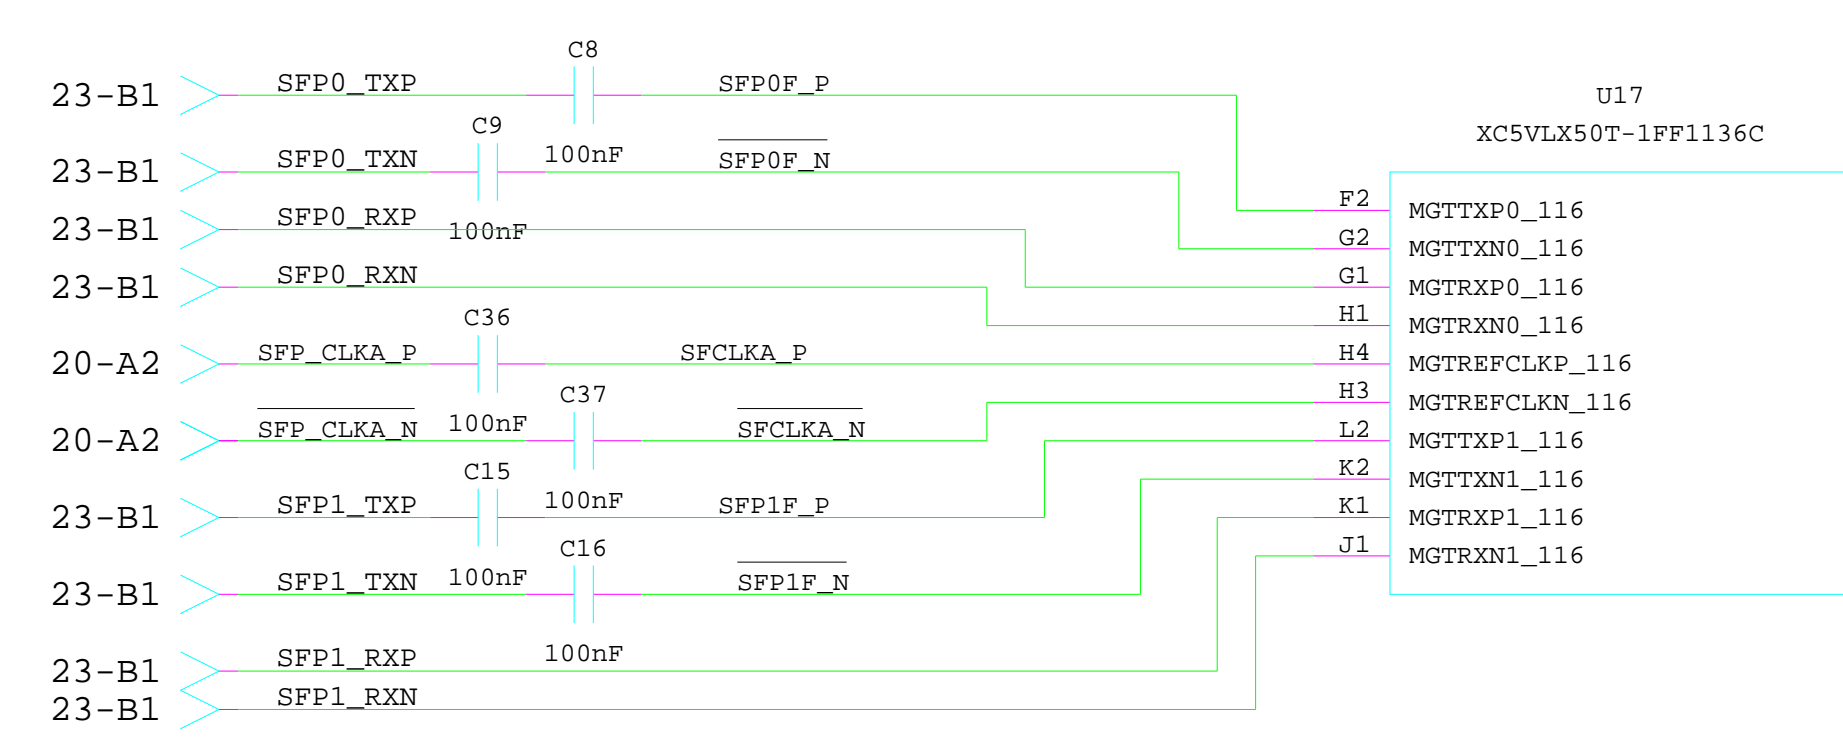 C8
23-B1 SFP0_TXP SFP0F_P
U17
C9
XC5VLX50T-1FF1136C
100nF
23-B1 SFP0_TXN SFP0F_N
F2 MGTTXP0_116
23-B1 SFP0_RXP
100nF
G2 MGTTXN0_116
23-B1 SFP0_RXN
G1 MGTRXP0_116
C36
H1 MGTRXN0_116
20-A2 SFP_CLKA_P SFCLKA_P H4 MGTREFCLKP_116
C37
H3 MGTREFCLKN_116
100nF
20-A2 SFP_CLKA_N SFCLKA_N L2 MGTTXP1_116
C15
K2 MGTTXN1_116
100nF
23-B1 SFP1_TXP SFP1F_P K1 MGTRXP1_116
C16
J1 MGTRXN1_116
100nF
23-B1 SFP1_TXN SFP1F_N
100nF
23-B1 SFP1_RXP
23-B1 SFP1_RXN